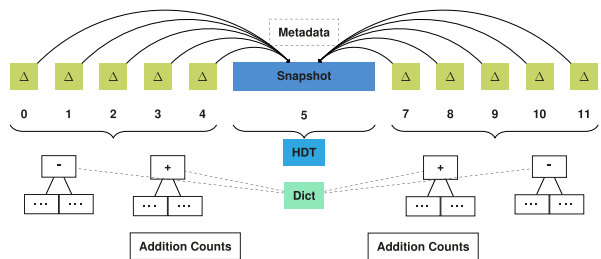 Metadata
Δ Δ Δ Δ Δ Snapshot Δ Δ Δ Δ Δ
0 1 2 3 4 5 7 8 9 10 11
HDT
- + + -
Dict
... ... ... ... ... ... ... ...
Addition Counts Addition Counts